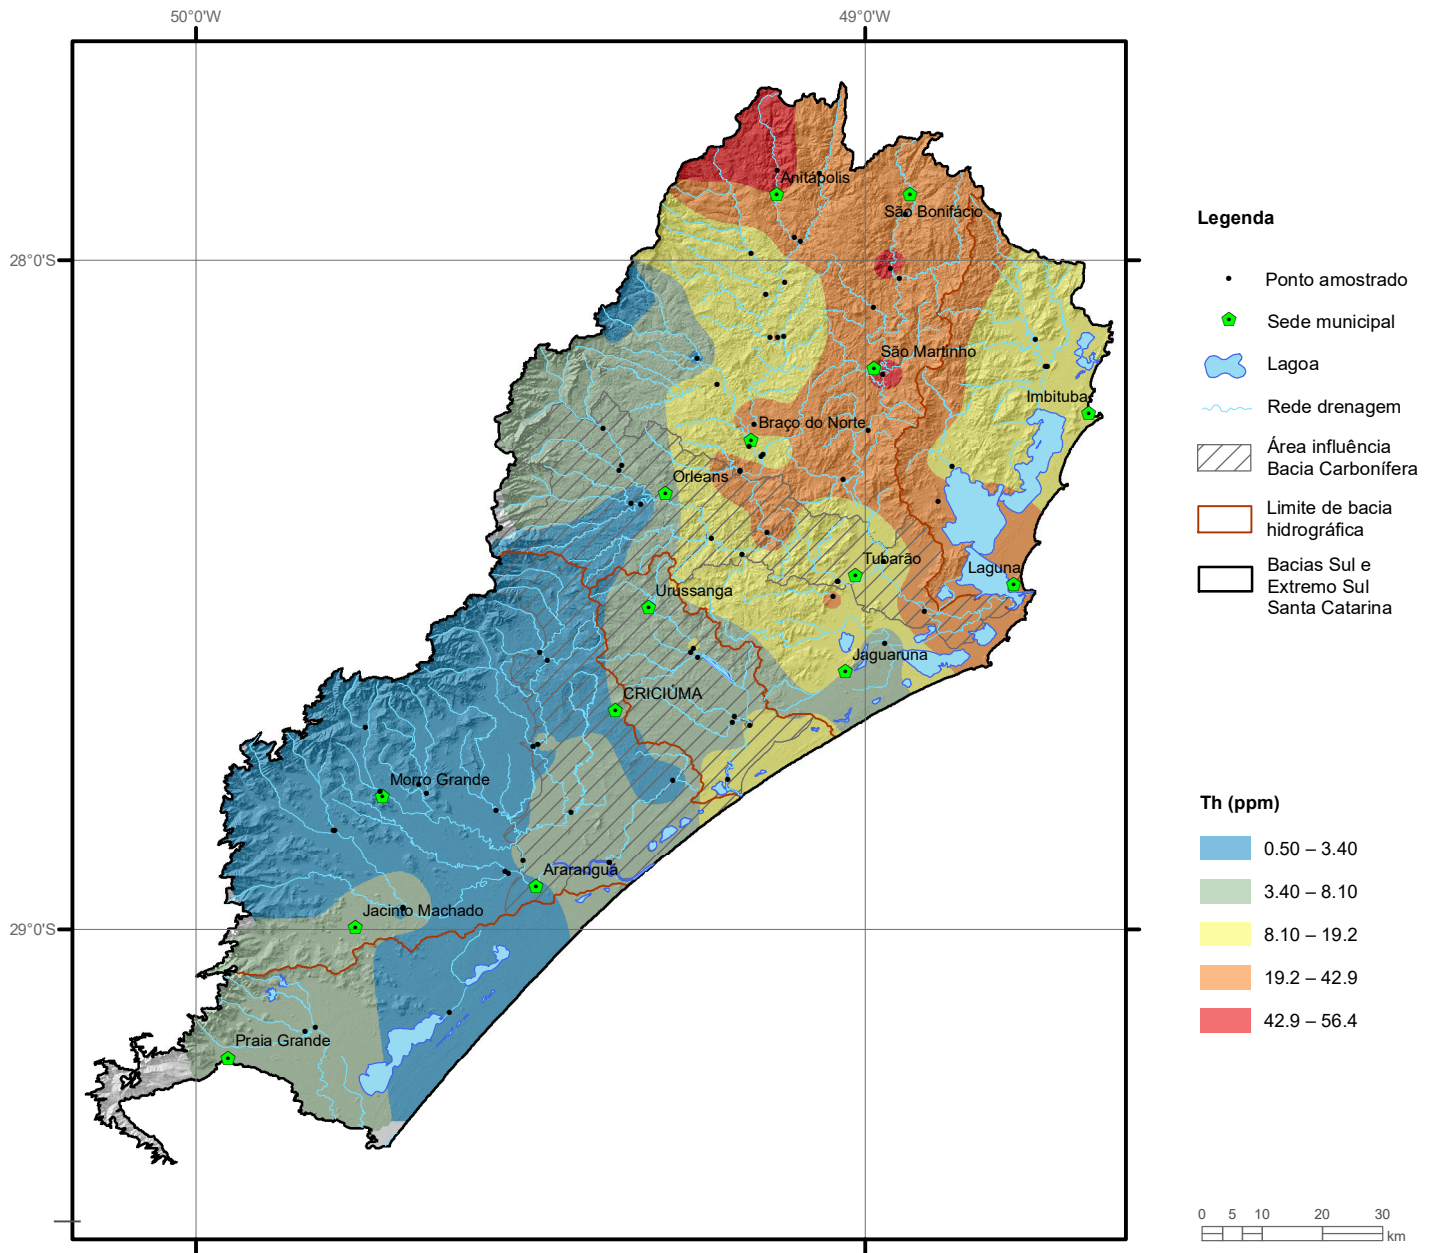 50°0'W
49°0'W
28°0'S
29°0'S
Anitápolis
São Bonifácio
São Martinho
Imbituba
Braço do Norte
Orleans
Tubarão
Laguna
Urussanga
Jaguaruna
CRICIÚMA
Morro Grande
Araranguá
Jacinto Machado
Praia Grande
Legenda
Ponto amostrado
Sede municipal
Lagoa
Rede drenagem
Área influência
Bacia Carbonífera
Limite de bacia
hidrográfica
Bacias Sul e
Extremo Sul
Santa Catarina
Th (ppm)
0.50 – 3.40
3.40 – 8.10
8.10 – 19.2
19.2 – 42.9
42.9 – 56.4
0 5 10 20 30
km